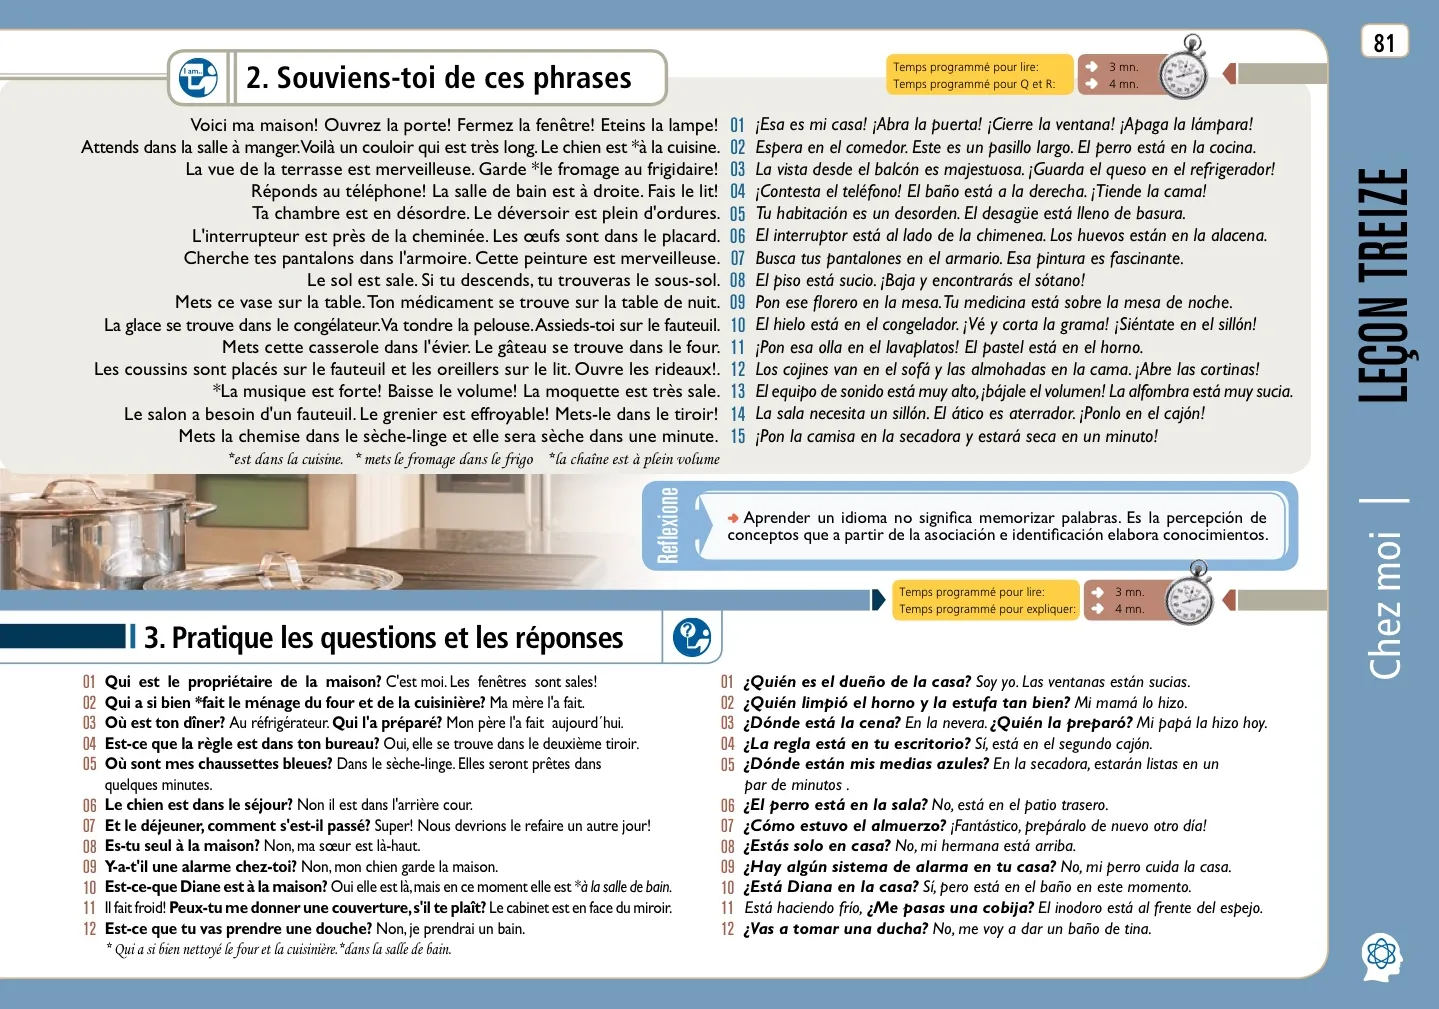 81
I am...
2. Souviens-toi de ces phrases
Temps programmé pour lire: 3 mn.
Temps programmé pour Q et R: 4 mn.
Voici ma maison! Ouvrez la porte! Fermez la fenêtre! Eteins la lampe! 01 ¡Esa es mi casa! ¡Abra la puerta! ¡Cierre la ventana! ¡Apaga la lámpara!
Attends dans la salle à manger.Voilà un couloir qui est très long. Le chien est *à la cuisine. 02 Espera en el comedor. Este es un pasillo largo. El perro está en la cocina.
La vue de la terrasse est merveilleuse. Garde *le fromage au frigidaire! 03 La vista desde el balcón es majestuosa. ¡Guarda el queso en el refrigerador!
Réponds au téléphone! La salle de bain est à droite. Fais le lit! 04 ¡Contesta el teléfono! El baño está a la derecha. ¡Tiende la cama!
Ta chambre est en désordre. Le déversoir est plein d'ordures. 05 Tu habitación es un desorden. El desagüe está lleno de basura.
L'interrupteur est près de la cheminée. Les œufs sont dans le placard. 06 El interruptor está al lado de la chimenea. Los huevos están en la alacena.
Cherche tes pantalons dans l'armoire. Cette peinture est merveilleuse. 07 Busca tus pantalones en el armario. Esa pintura es fascinante.
Le sol est sale. Si tu descends, tu trouveras le sous-sol. 08 El piso está sucio. ¡Baja y encontrarás el sótano!
Mets ce vase sur la table. Ton médicament se trouve sur la table de nuit. 09 Pon ese florero en la mesa. Tu medicina está sobre la mesa de noche.
La glace se trouve dans le congélateur.Va tondre la pelouse. Assieds-toi sur le fauteuil. 10 El hielo está en el congelador. ¡Vé y corta la grama! ¡Siéntate en el sillón!
Mets cette casserole dans l'évier. Le gâteau se trouve dans le four. 11 ¡Pon esa olla en el lavaplatos! El pastel está en el horno.
Les coussins sont placés sur le fauteuil et les oreillers sur le lit. Ouvre les rideaux!. 12 Los cojines van en el sofá y las almohadas en la cama. ¡Abre las cortinas!
*La musique est forte! Baisse le volume! La moquette est très sale. 13 El equipo de sonido está muy alto, ¡bájale el volumen! La alfombra está muy sucia.
Le salon a besoin d'un fauteuil. Le grenier est effroyable! Mets-le dans le tiroir! 14 La sala necesita un sillón. El ático es aterrador. ¡Ponlo en el cajón!
Mets la chemise dans le sèche-linge et elle sera sèche dans une minute. 15 ¡Pon la camisa en la secadora y estará seca en un minuto!
*est dans la cuisine. * mets le fromage dans le frigo *la chaîne est à plein volume
Reflexione
Aprender un idioma no significa memorizar palabras. Es la percepción de
conceptos que a partir de la asociación e identificación elabora conocimientos.
Temps programmé pour lire: 3 mn.
Temps programmé pour expliquer: 4 mn.
3. Pratique les questions et les réponses
01 Qui est le propriétaire de la maison? C'est moi. Les fenêtres sont sales!
02 Qui a si bien *fait le ménage du four et de la cuisinière? Ma mère l'a fait.
03 Où est ton dîner? Au réfrigérateur. Qui l'a préparé? Mon père l'a fait aujourd´hui.
04 Est-ce que la règle est dans ton bureau? Oui, elle se trouve dans le deuxième tiroir.
05 Où sont mes chaussettes bleues? Dans le sèche-linge. Elles seront prêtes dans
quelques minutes.
06 Le chien est dans le séjour? Non il est dans l'arrière cour.
07 Et le déjeuner, comment s'est-il passé? Super! Nous devrions le refaire un autre jour!
08 Es-tu seul à la maison? Non, ma sœur est là-haut.
09 Y-a-t'il une alarme chez-toi? Non, mon chien garde la maison.
10 Est-ce-que Diane est à la maison? Oui elle est là, mais en ce moment elle est *à la salle de bain.
11 Il fait froid! Peux-tu me donner une couverture, s'il te plaît? Le cabinet est en face du miroir.
12 Est-ce que tu vas prendre une douche? Non, je prendrai un bain.
* Qui a si bien nettoyé le four et la cuisinière. *dans la salle de bain.
01 ¿Quién es el dueño de la casa? Soy yo. Las ventanas están sucias.
02 ¿Quién limpió el horno y la estufa tan bien? Mi mamá lo hizo.
03 ¿Dónde está la cena? En la nevera. ¿Quién la preparó? Mi papá la hizo hoy.
04 ¿La regla está en tu escritorio? Sí, está en el segundo cajón.
05 ¿Dónde están mis medias azules? En la secadora, estarán listas en un
par de minutos .
06 ¿El perro está en la sala? No, está en el patio trasero.
07 ¿Cómo estuvo el almuerzo? ¡Fantástico, prepáralo de nuevo otro día!
08 ¿Estás solo en casa? No, mi hermana está arriba.
09 ¿Hay algún sistema de alarma en tu casa? No, mi perro cuida la casa.
10 ¿Está Diana en la casa? Sí, pero está en el baño en este momento.
11 Está haciendo frío, ¿Me pasas una cobija? El inodoro está al frente del espejo.
12 ¿Vas a tomar una ducha? No, me voy a dar un baño de tina.
LEÇON TREIZE
Chez moi